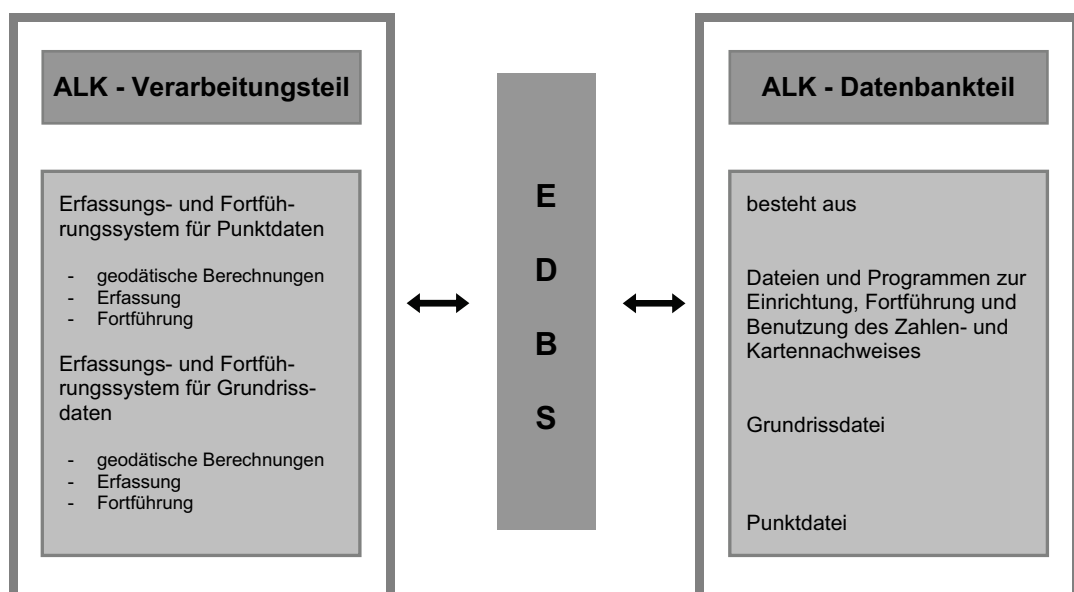 ALK - Verarbeitungsteil
Erfassungs- und Fortfüh-
rungssystem für Punktdaten
- geodätische Berechnungen
- Erfassung
- Fortführung
Erfassungs- und Fortfüh-
rungssystem für Grundriss-
daten
- geodätische Berechnungen
- Erfassung
- Fortführung
E
D
B
S
ALK - Datenbankteil
besteht aus
Dateien und Programmen zur
Einrichtung, Fortführung und
Benutzung des Zahlen- und
Kartennachweises
Grundrissdatei
Punktdatei